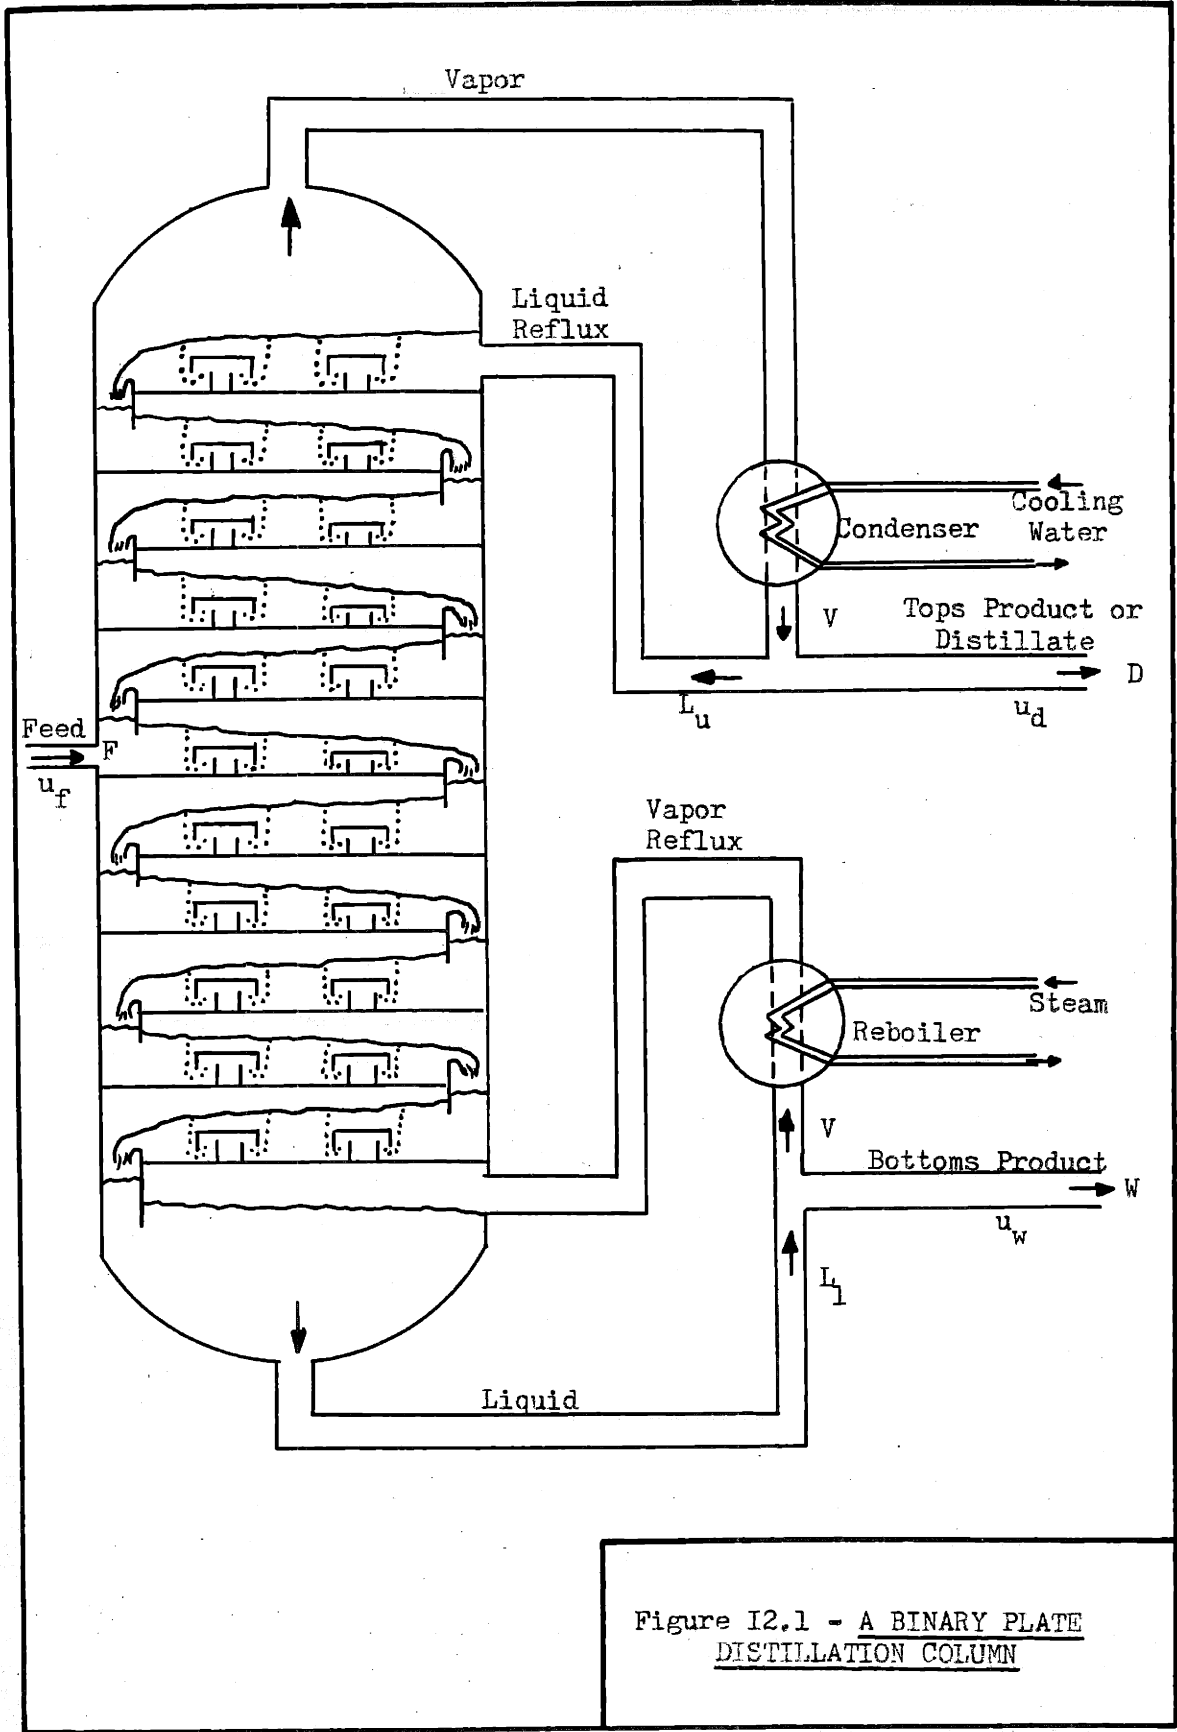 Vapor
Liquid
Reflux
Cooling
Water
Condenser
V
Tops Product or
Distillate
D
L_u
u_d
Feed
F
u_f
Vapor
Reflux
Steam
Reboiler
V
Bottoms Product
W
u_w
L_l
Liquid
Figure I2.1 - A BINARY PLATE
DISTILLATION COLUMN